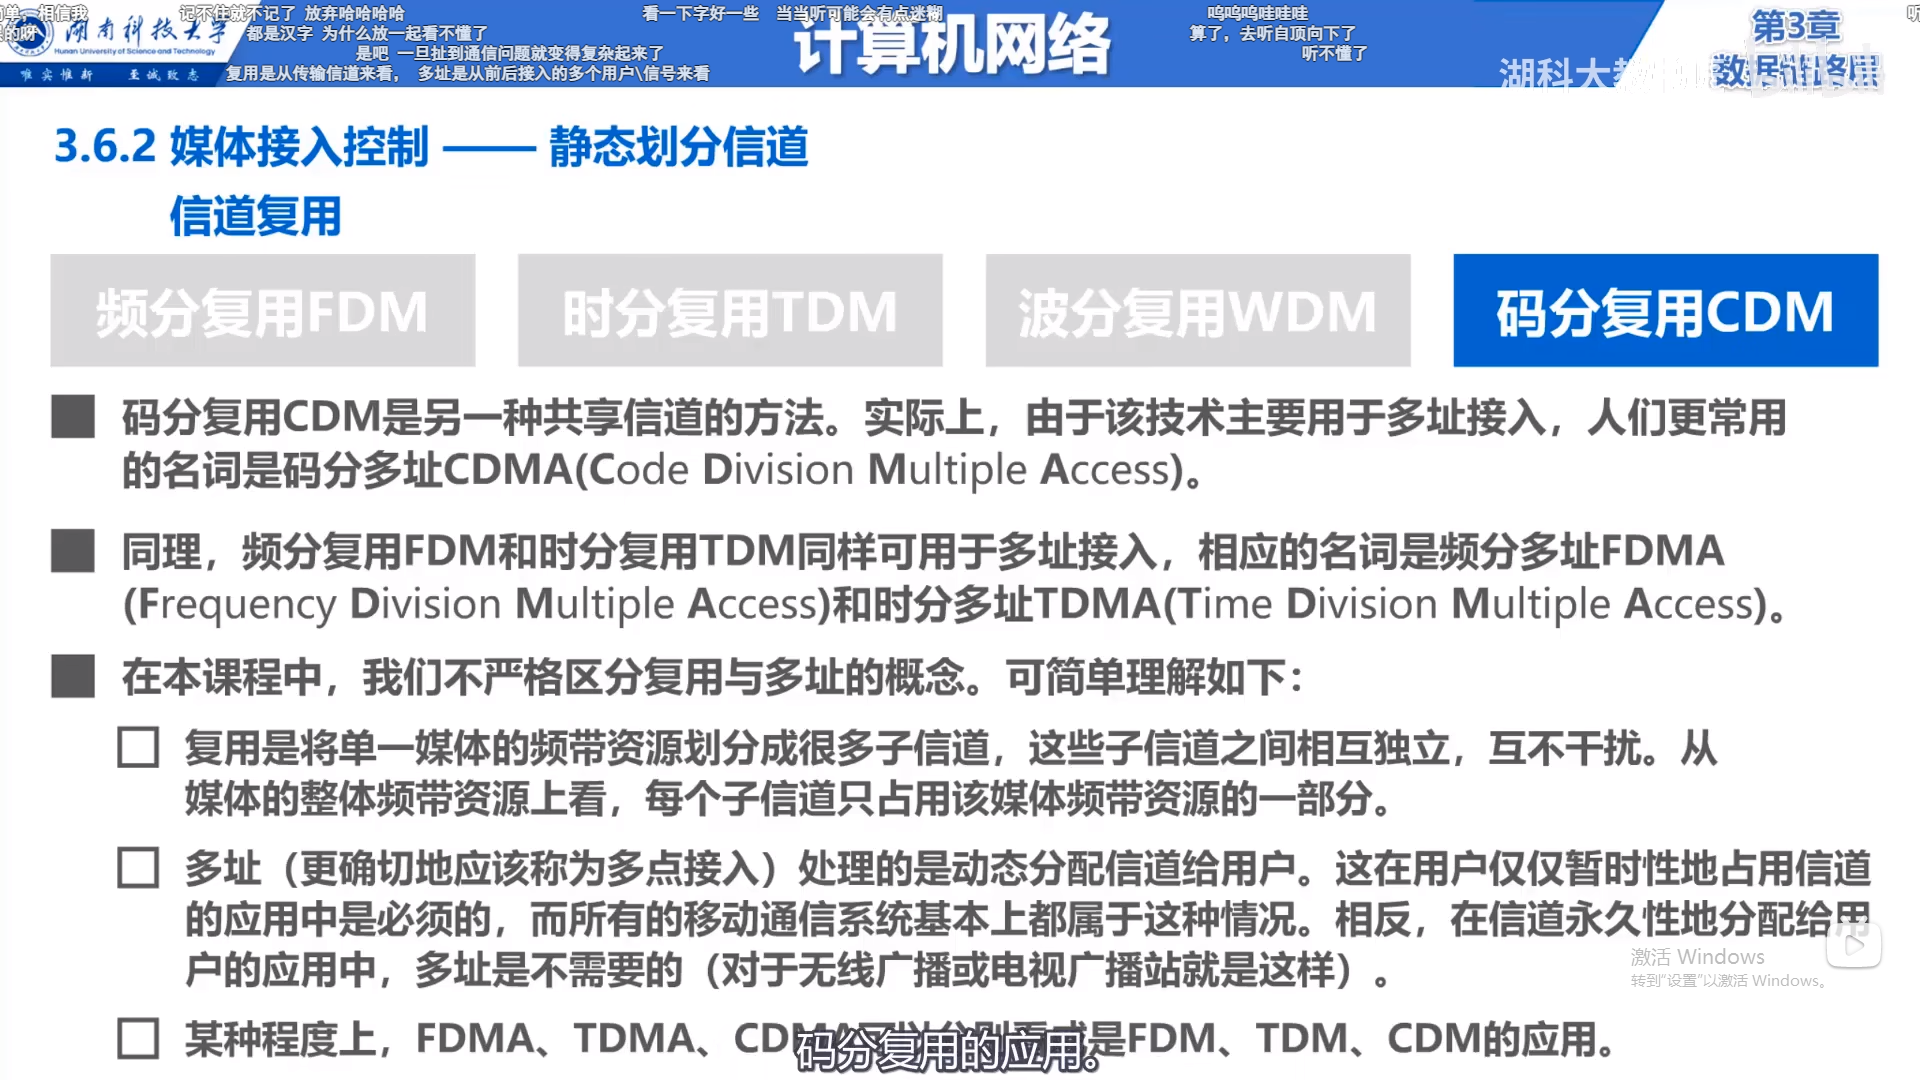 简单，相信我
记不住就不记了 放弃哈哈哈哈
看一下字好一些 当当听可能会有点迷糊
呜呜呜哇哇哇
听
的呀
都是汉字 为什么放一起看不懂了
算了，去听自顶向下了
是吧 一旦扯到通信问题就变得复杂起来了
听不懂了
复用是从传输信道来看， 多址是从前后接入的多个用户\信号来看
湖南科技大学
Hunan University of Science and Technology
唯实惟新 至诚致志
计算机网络
第3章
数据链路层
湖科大教书匠
3.6.2 媒体接入控制 —— 静态划分信道
信道复用
频分复用FDM
时分复用TDM
波分复用WDM
码分复用CDM
码分复用CDM是另一种共享信道的方法。实际上，由于该技术主要用于多址接入，人们更常用
的名词是码分多址CDMA(Code Division Multiple Access)。
同理，频分复用FDM和时分复用TDM同样可用于多址接入，相应的名词是频分多址FDMA
(Frequency Division Multiple Access)和时分多址TDMA(Time Division Multiple Access)。
在本课程中，我们不严格区分复用与多址的概念。可简单理解如下：
复用是将单一媒体的频带资源划分成很多子信道，这些子信道之间相互独立，互不干扰。从
媒体的整体频带资源上看，每个子信道只占用该媒体频带资源的一部分。
多址（更确切地应该称为多点接入）处理的是动态分配信道给用户。这在用户仅仅暂时性地占用信道
的应用中是必须的，而所有的移动通信系统基本上都属于这种情况。相反，在信道永久性地分配给用
户的应用中，多址是不需要的（对于无线广播或电视广播站就是这样）。
激活 Windows
转到“设置”以激活 Windows。
某种程度上，FDMA、TDMA、CDMA 是FDM、TDM、CDM的应用。
码分复用的应用。